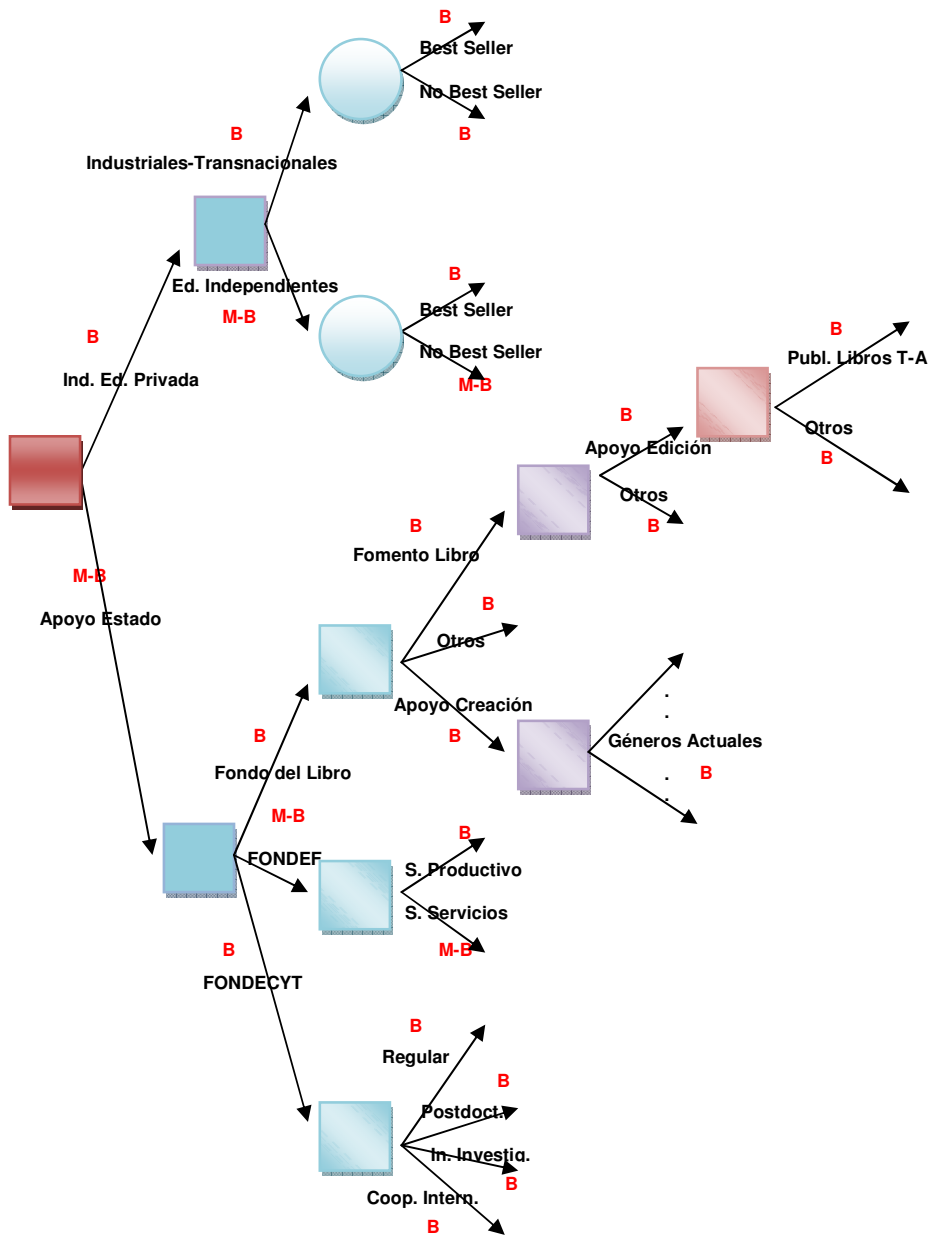 B
Best Seller
No Best Seller
B
B
Industriales-Transnacionales
Ed. Independientes
M-B
B
Best Seller
No Best Seller
M-B
B
Ind. Ed. Privada
M-B
Apoyo Estado
B
Publ. Libros T-A
Otros
B
B
Apoyo Edición
Otros
B
B
Fomento Libro
B
Otros
Apoyo Creación
B
.
.
Géneros Actuales
.
B
.
B
Fondo del Libro
M-B
FONDEF
B
S. Productivo
S. Servicios
M-B
B
FONDECYT
B
Regular
B
Postdoct.
In. Investig.
B
Coop. Intern.
B